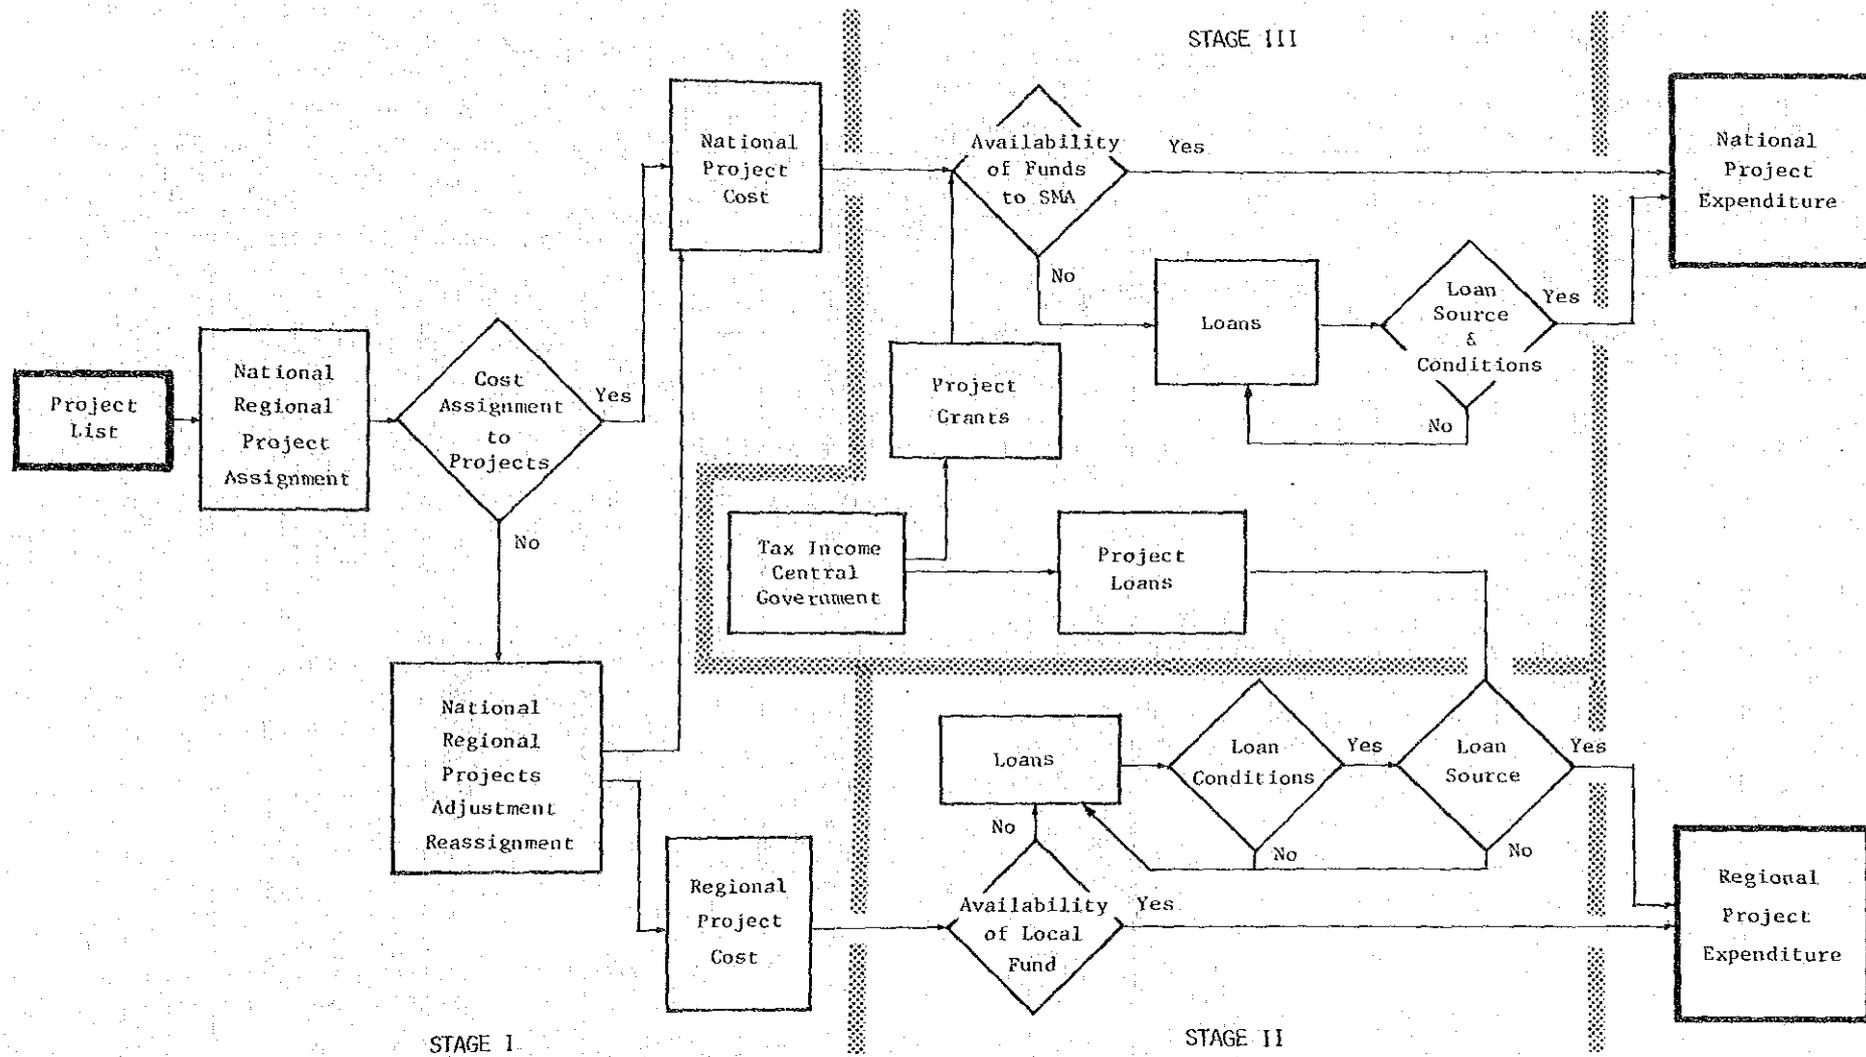 STAGE III
National
Project
Cost
Availability
of Funds
to SMA
Yes
National
Project
Expenditure
No
Loans
Loan
Source
&
Conditions
Yes
No
Project
Grants
Project
List
National
Regional
Project
Assignment
Cost
Assignment
to
Projects
Yes
No
Tax Income
Central
Government
Project
Loans
National
Regional
Projects
Adjustment
Reassignment
Loans
Loan
Conditions
Yes
Loan
Source
Yes
No
No
No
Regional
Project
Cost
Availability
of Local
Fund
Yes
Regional
Project
Expenditure
STAGE I
STAGE II